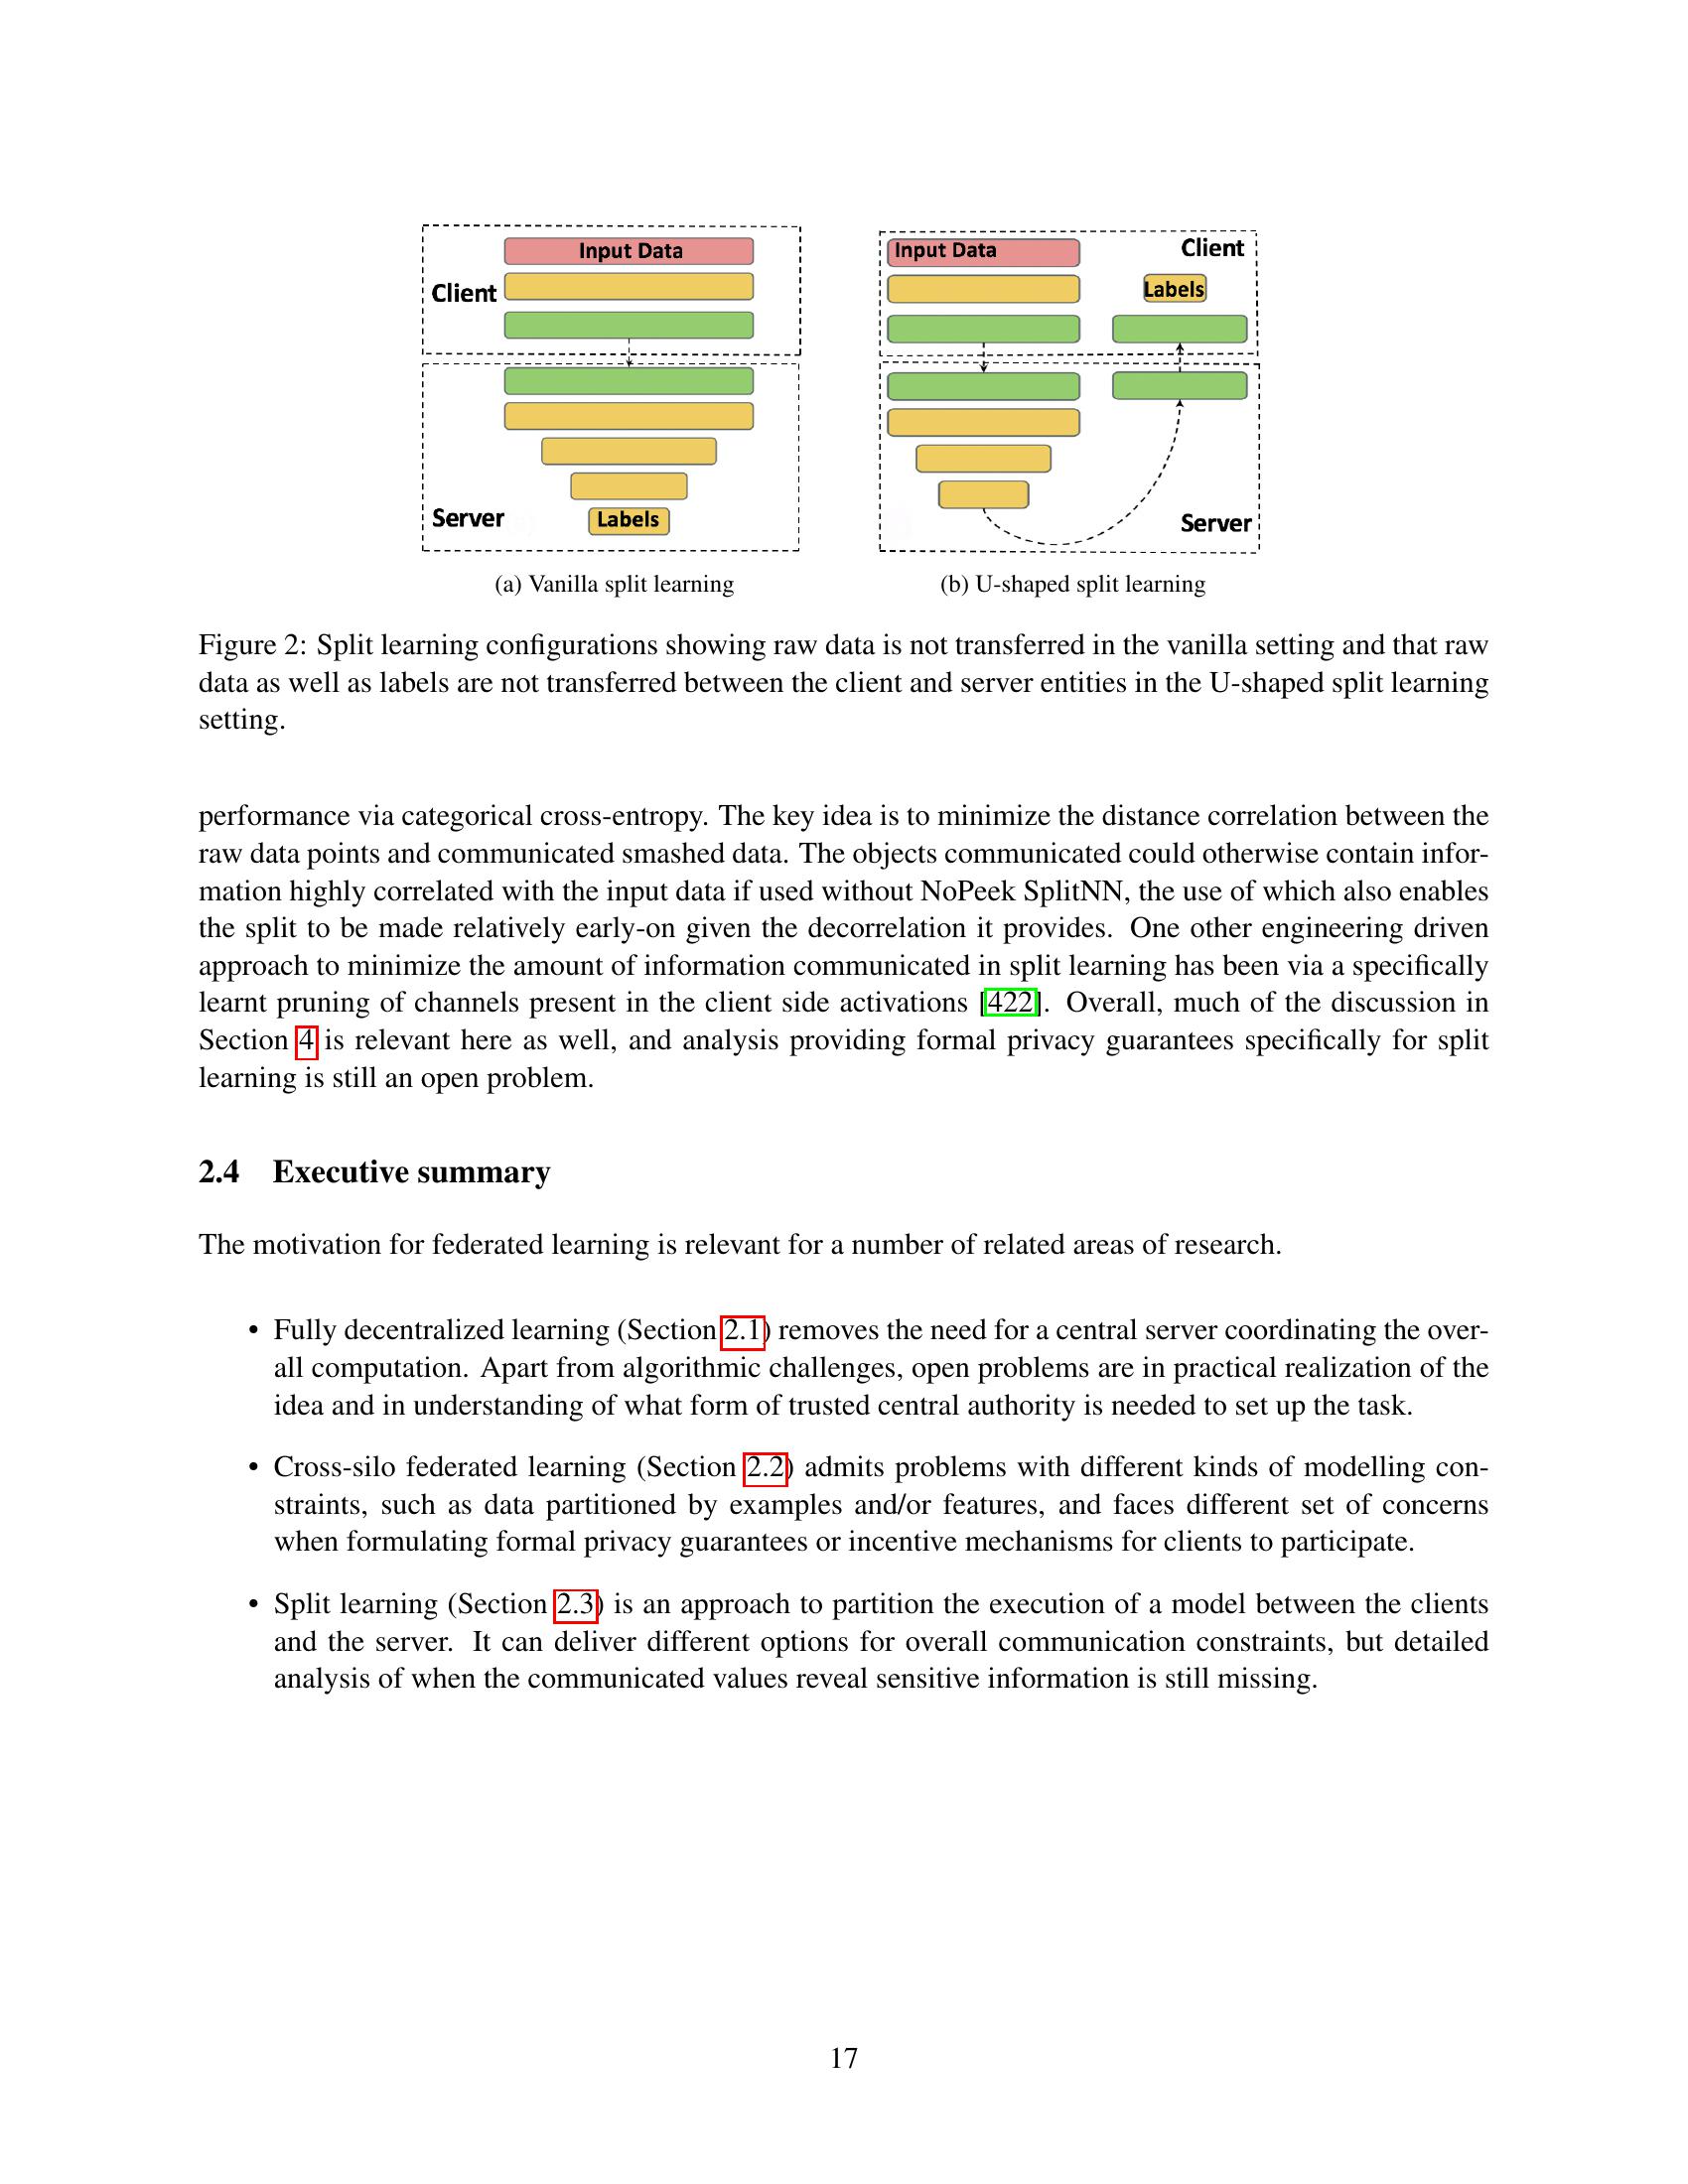 Input Data
Client
Server
Labels
Input Data
Client
Labels
Server
(a) Vanilla split learning
(b) U-shaped split learning
Figure 2: Split learning configurations showing raw data is not transferred in the vanilla setting and that raw
data as well as labels are not transferred between the client and server entities in the U-shaped split learning
setting.
performance via categorical cross-entropy. The key idea is to minimize the distance correlation between the
raw data points and communicated smashed data. The objects communicated could otherwise contain infor-
mation highly correlated with the input data if used without NoPeek SplitNN, the use of which also enables
the split to be made relatively early-on given the decorrelation it provides. One other engineering driven
approach to minimize the amount of information communicated in split learning has been via a specifically
learnt pruning of channels present in the client side activations [422]. Overall, much of the discussion in
Section 4 is relevant here as well, and analysis providing formal privacy guarantees specifically for split
learning is still an open problem.
2.4 Executive summary
The motivation for federated learning is relevant for a number of related areas of research.
• Fully decentralized learning (Section 2.1) removes the need for a central server coordinating the over-
all computation. Apart from algorithmic challenges, open problems are in practical realization of the
idea and in understanding of what form of trusted central authority is needed to set up the task.
• Cross-silo federated learning (Section 2.2) admits problems with different kinds of modelling con-
straints, such as data partitioned by examples and/or features, and faces different set of concerns
when formulating formal privacy guarantees or incentive mechanisms for clients to participate.
• Split learning (Section 2.3) is an approach to partition the execution of a model between the clients
and the server. It can deliver different options for overall communication constraints, but detailed
analysis of when the communicated values reveal sensitive information is still missing.
17